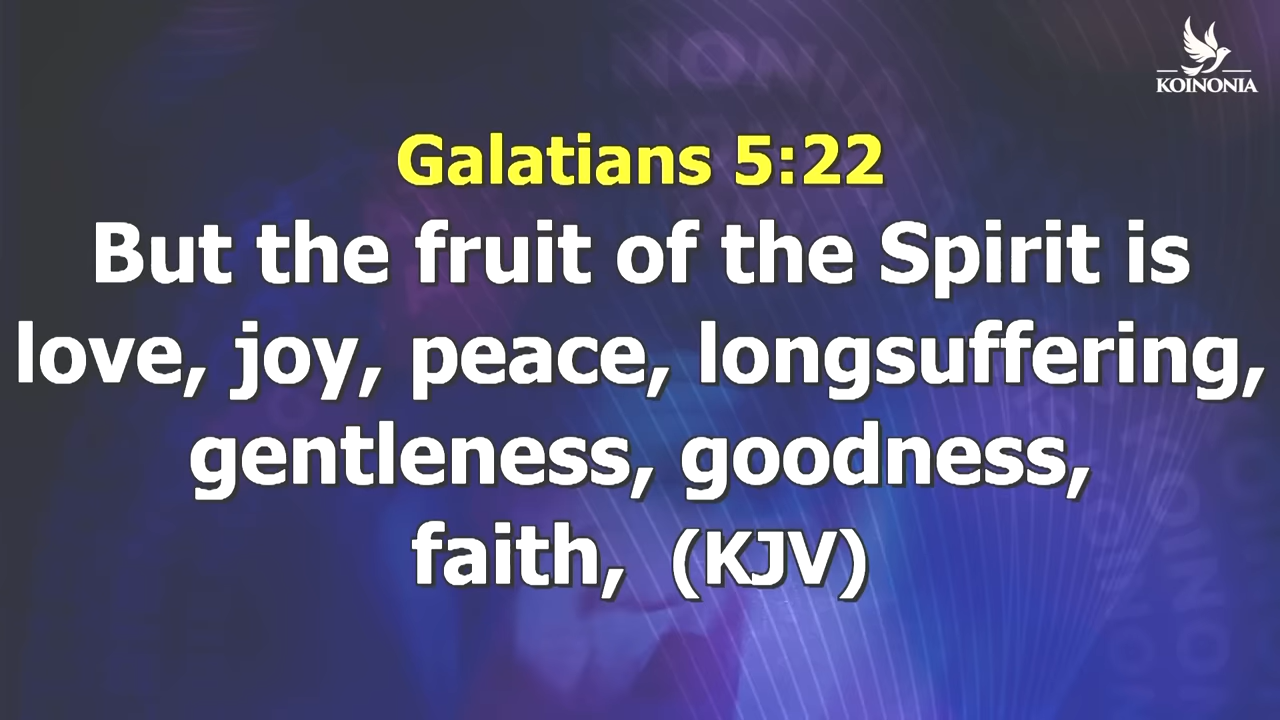 KOINONIA
Galatians 5:22
But the fruit of the Spirit is
love, joy, peace, longsuffering,
gentleness, goodness,
faith, (KJV)